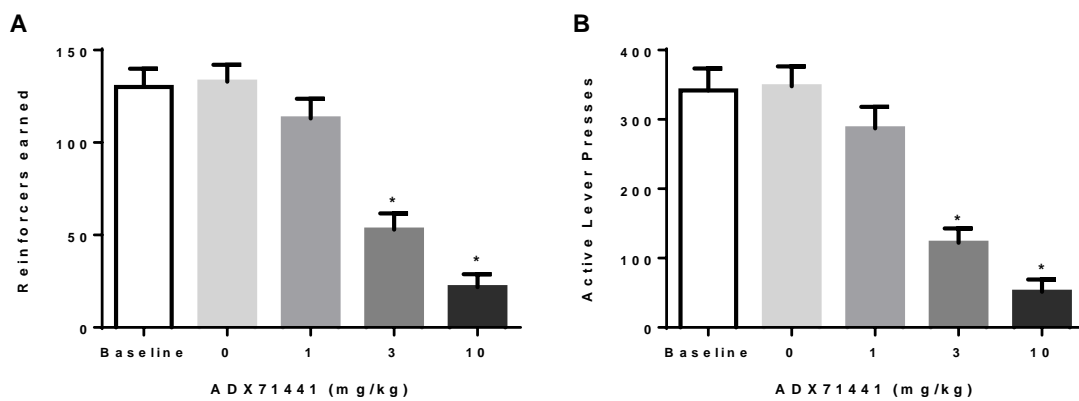 A
Reinforcers earned
150
100
50
0
*
*
Baseline 0 1 3 10
ADX71441 (mg/kg)
B
Active Lever Presses
400
300
200
100
0
*
*
Baseline 0 1 3 10
ADX71441 (mg/kg)